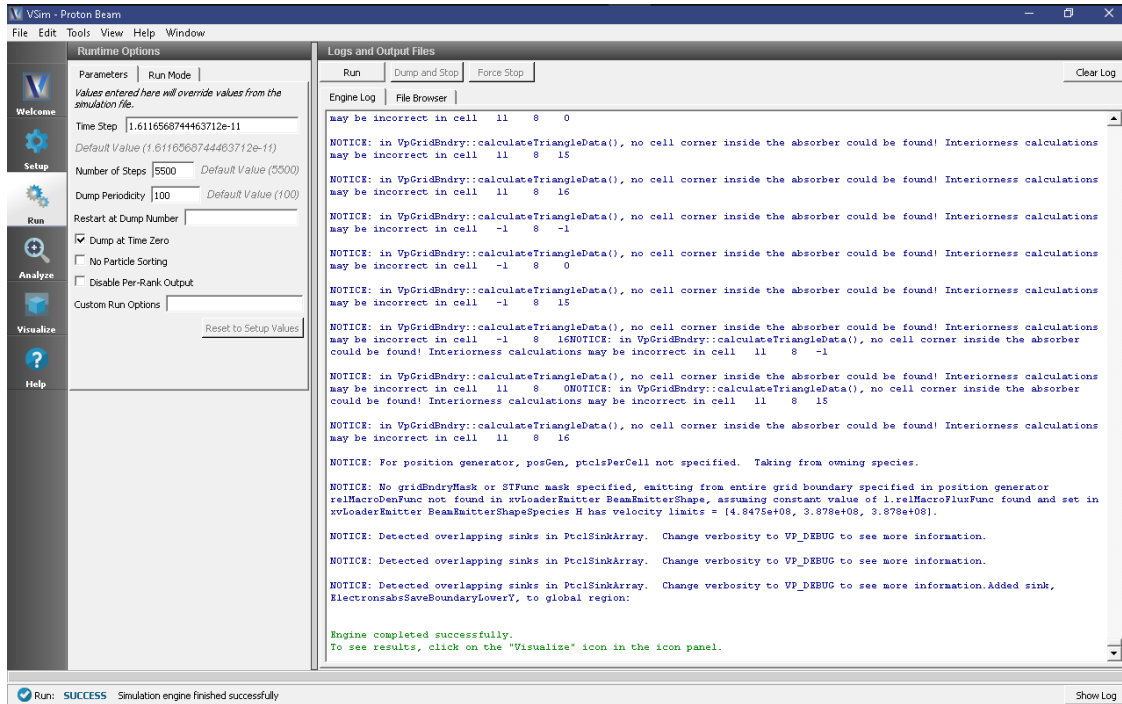 VSim - Proton Beam
File Edit Tools View Help Window
Runtime Options
Parameters
Run Mode
Values entered here will override values from the
simulation file.
Time Step 1.6116568744463712e-11
Default Value (1.6116568744463712e-11)
Number of Steps 5500 Default Value (5500)
Dump Periodicity 100 Default Value (100)
Restart at Dump Number
Dump at Time Zero
No Particle Sorting
Disable Per-Rank Output
Custom Run Options
Reset to Setup Values
Welcome
Setup
Run
Analyze
Visualize
Help
Logs and Output Files
Run Dump and Stop Force Stop Clear Log
Engine Log File Browser
may be incorrect in cell 11 8 0
NOTICE: in VpGridBndry::calculateTriangleData(), no cell corner inside the absorber could be found! Interiorness calculations
may be incorrect in cell 11 8 15
NOTICE: in VpGridBndry::calculateTriangleData(), no cell corner inside the absorber could be found! Interiorness calculations
may be incorrect in cell 11 8 16
NOTICE: in VpGridBndry::calculateTriangleData(), no cell corner inside the absorber could be found! Interiorness calculations
may be incorrect in cell -1 8 -1
NOTICE: in VpGridBndry::calculateTriangleData(), no cell corner inside the absorber could be found! Interiorness calculations
may be incorrect in cell -1 8 0
NOTICE: in VpGridBndry::calculateTriangleData(), no cell corner inside the absorber could be found! Interiorness calculations
may be incorrect in cell -1 8 15
NOTICE: in VpGridBndry::calculateTriangleData(), no cell corner inside the absorber could be found! Interiorness calculations
may be incorrect in cell -1 8 16NOTICE: in VpGridBndry::calculateTriangleData(), no cell corner inside the absorber
could be found! Interiorness calculations may be incorrect in cell 11 8 -1
NOTICE: in VpGridBndry::calculateTriangleData(), no cell corner inside the absorber could be found! Interiorness calculations
may be incorrect in cell 11 8 0NOTICE: in VpGridBndry::calculateTriangleData(), no cell corner inside the absorber
could be found! Interiorness calculations may be incorrect in cell 11 8 15
NOTICE: in VpGridBndry::calculateTriangleData(), no cell corner inside the absorber could be found! Interiorness calculations
may be incorrect in cell 11 8 16
NOTICE: For position generator, posGen, ptclsPerCell not specified. Taking from owning species.
NOTICE: No gridBndryMask or STFunc mask specified, emitting from entire grid boundary specified in position generator
relMacroDenFunc not found in xvLoaderEmitter BeamEmitterShape, assuming constant value of 1.relMacroFluxFunc found and set in
xvLoaderEmitter BeamEmitterShapeSpecies H has velocity limits = [4.8475e+08, 3.878e+08, 3.878e+08].
NOTICE: Detected overlapping sinks in PtclSinkArray. Change verbosity to VP_DEBUG to see more information.
NOTICE: Detected overlapping sinks in PtclSinkArray. Change verbosity to VP_DEBUG to see more information.
NOTICE: Detected overlapping sinks in PtclSinkArray. Change verbosity to VP_DEBUG to see more information.Added sink,
ElectronsabsSaveBoundaryLowerY, to global region:
Engine completed successfully.
To see results, click on the "Visualize" icon in the icon panel.
Run: SUCCESS Simulation engine finished successfully
Show Log